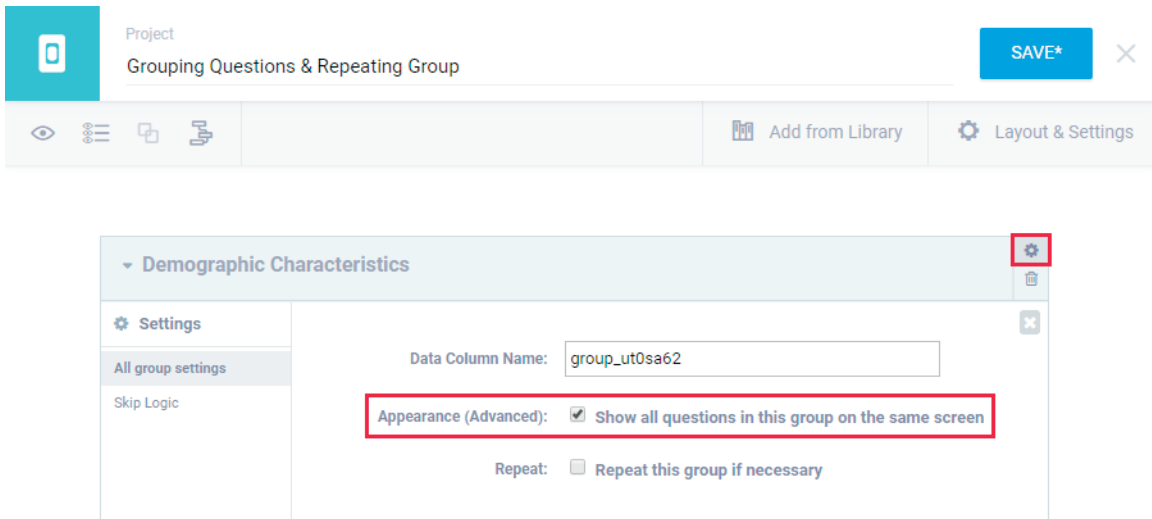 Project
Grouping Questions & Repeating Group
SAVE*
Add from Library
Layout & Settings
Demographic Characteristics
Settings
All group settings
Skip Logic
Data Column Name: group_ut0sa62
Appearance (Advanced): Show all questions in this group on the same screen
Repeat: Repeat this group if necessary